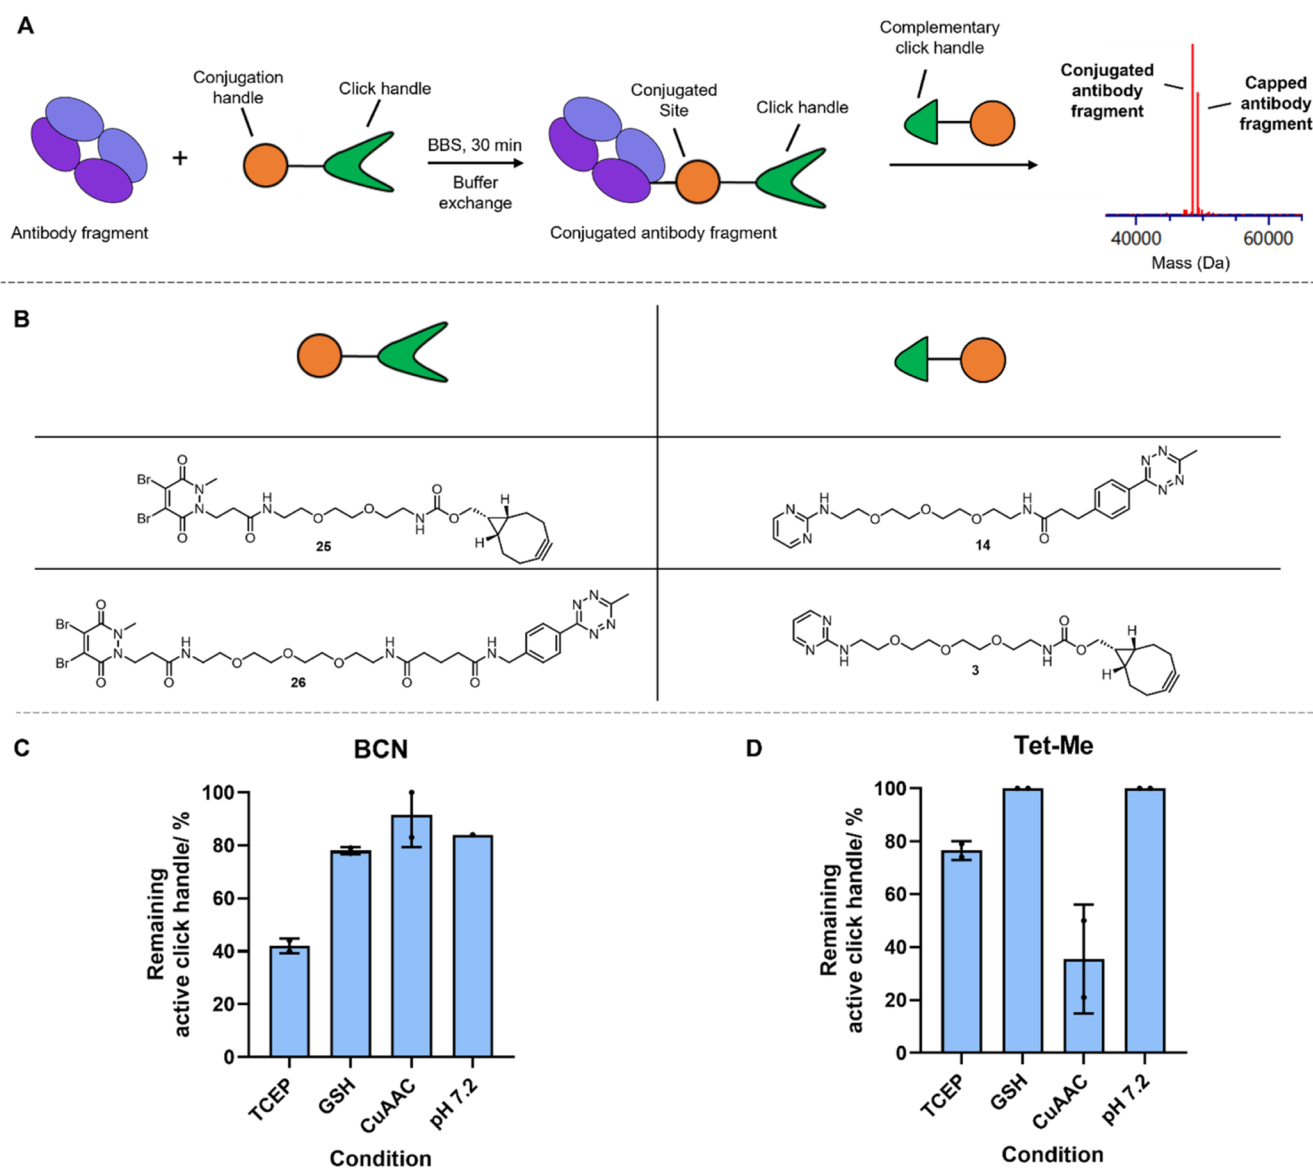 A
Conjugation
handle
Click handle
+
BBS, 30 min
Buffer
exchange
Antibody fragment
Conjugated
Site
Click handle
Conjugated antibody fragment
Complementary
click handle
Conjugated
antibody
fragment
Capped
antibody
fragment
40000 60000
Mass (Da)
B
Br
Br
O
O
N
N
O
H
N
O
O
N
H
O
O
H
H
25
N
N
H
N
O
O
O
H
N
O
N
N
N
N
14
Br
Br
O
O
N
N
O
H
N
O
O
O
H
N
O
O
H
N
N
N
N
N
26
N
N
N
H
O
O
O
N
H
O
O
H
H
3
C
BCN
Remaining
active click handle/ %
100
80
60
40
20
0
TCEP
GSH
CuAAC
pH 7.2
Condition
D
Tet-Me
Remaining
active click handle/ %
100
80
60
40
20
0
TCEP
GSH
CuAAC
pH 7.2
Condition